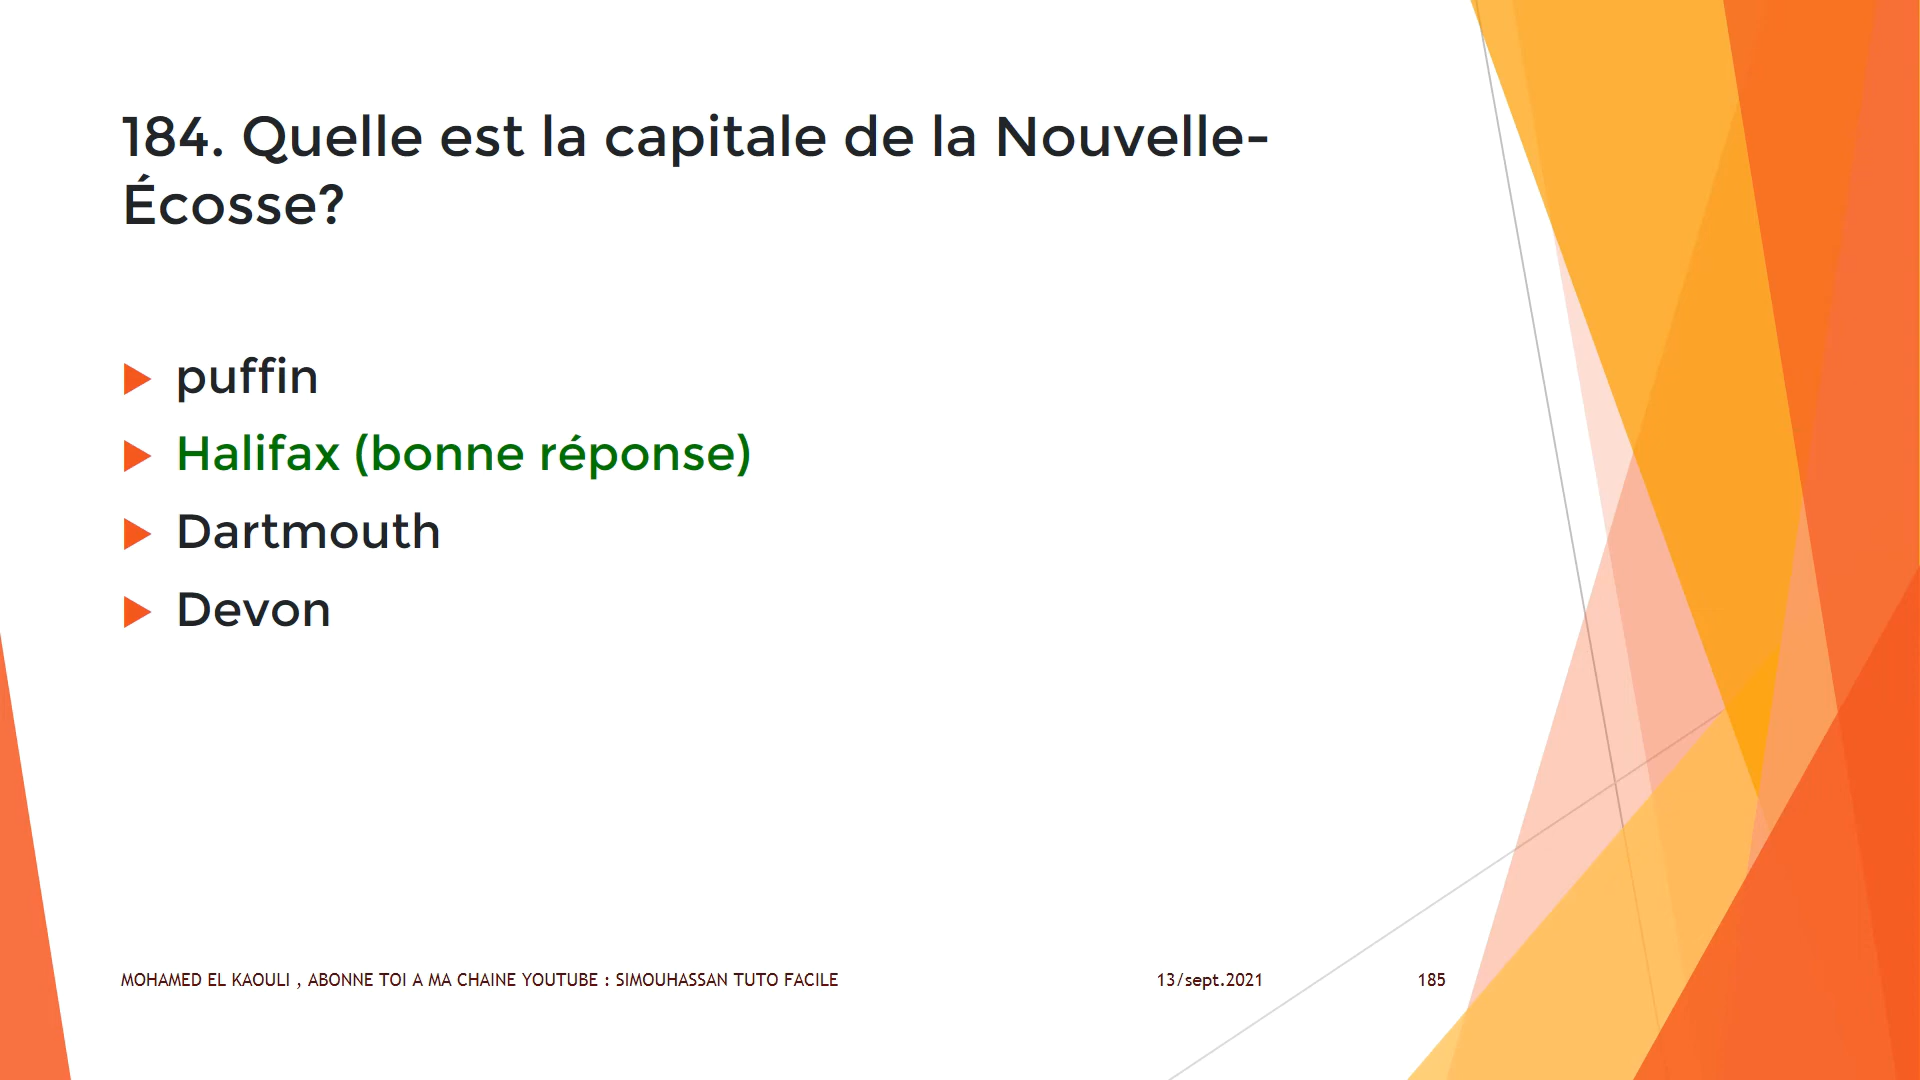 184. Quelle est la capitale de la Nouvelle-
Écosse?
puffin
Halifax (bonne réponse)
Dartmouth
Devon
MOHAMED EL KAOULI , ABONNE TOI A MA CHAINE YOUTUBE : SIMOUHASSAN TUTO FACILE 13/sept.2021 185